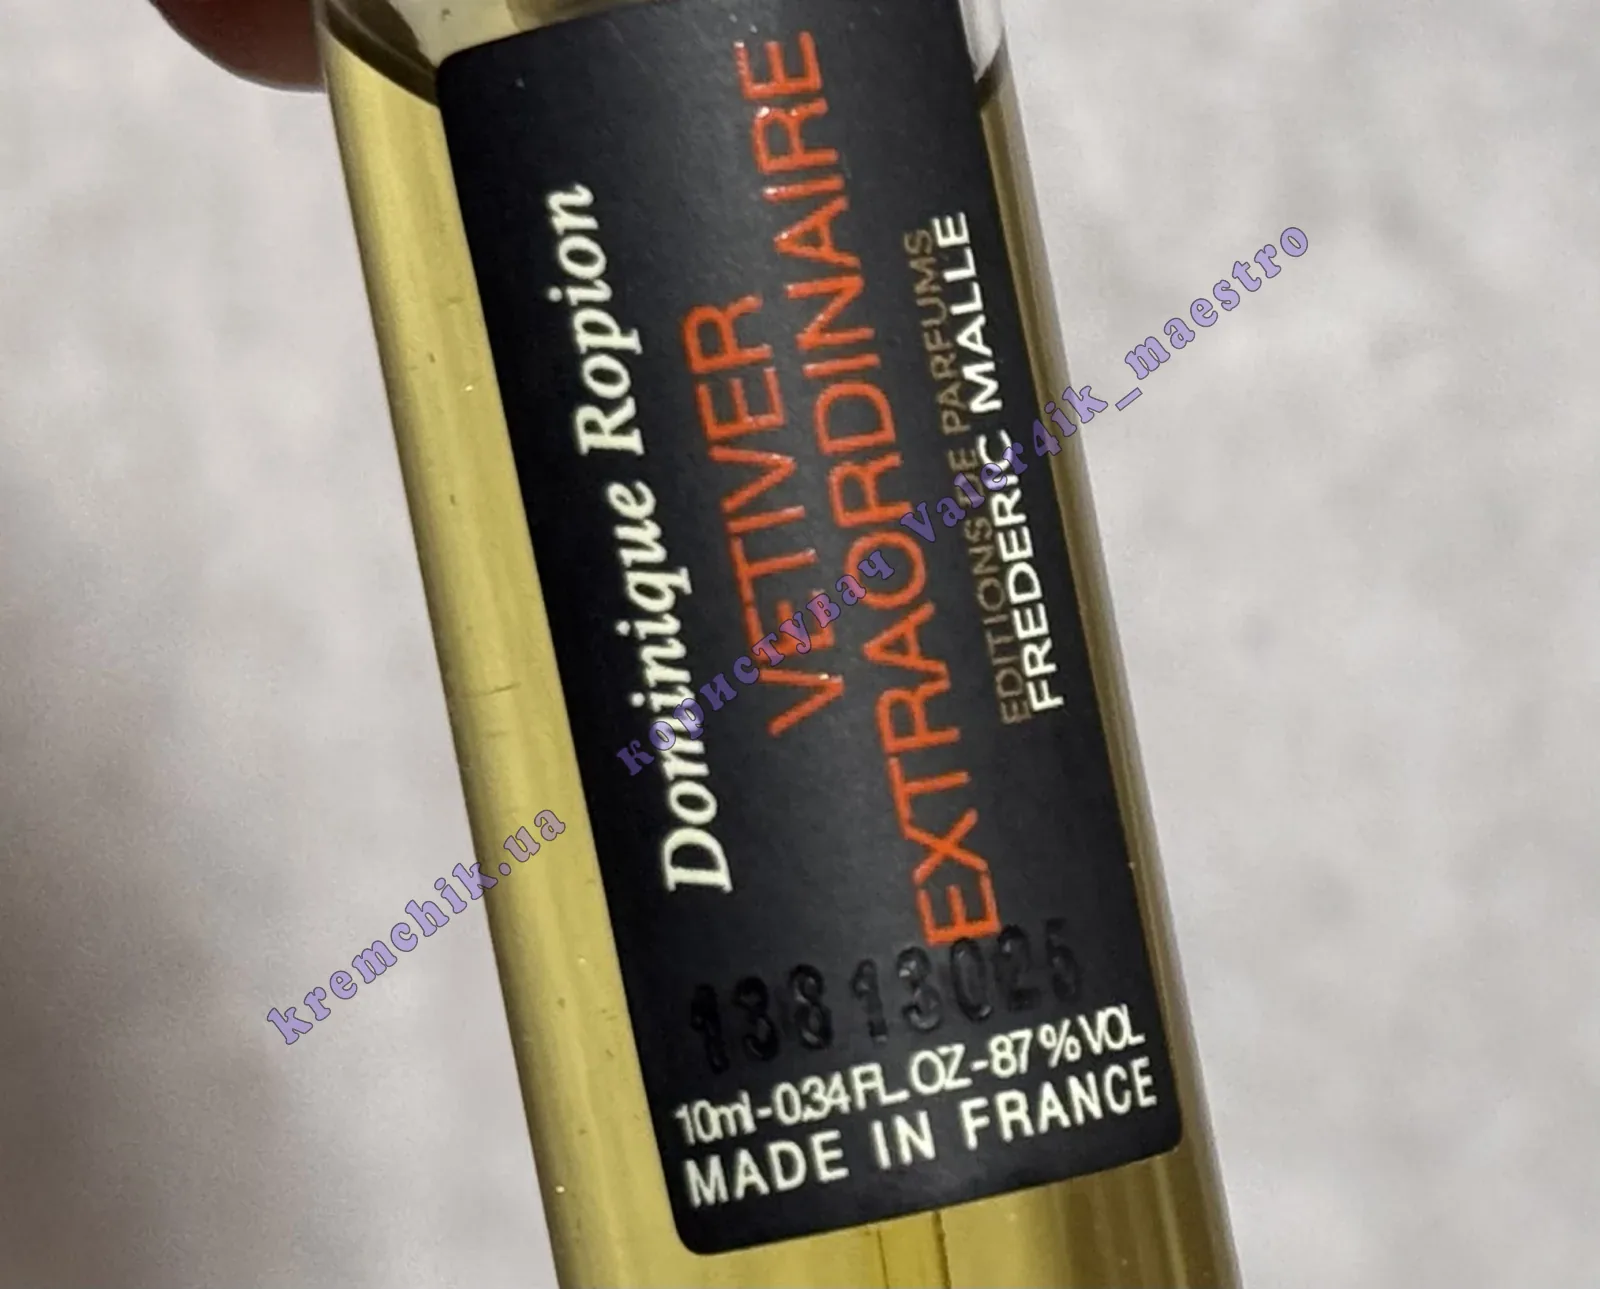 Dominique Ropion
VETIVER
EXTRAORDINAIRE
EDITIONS DE PARFUMS
FREDERIC MALLE
13813025
10ml-0.34FL.OZ-87%VOL
MADE IN FRANCE
kremchik.ua
користувач Valer4ik_maestro